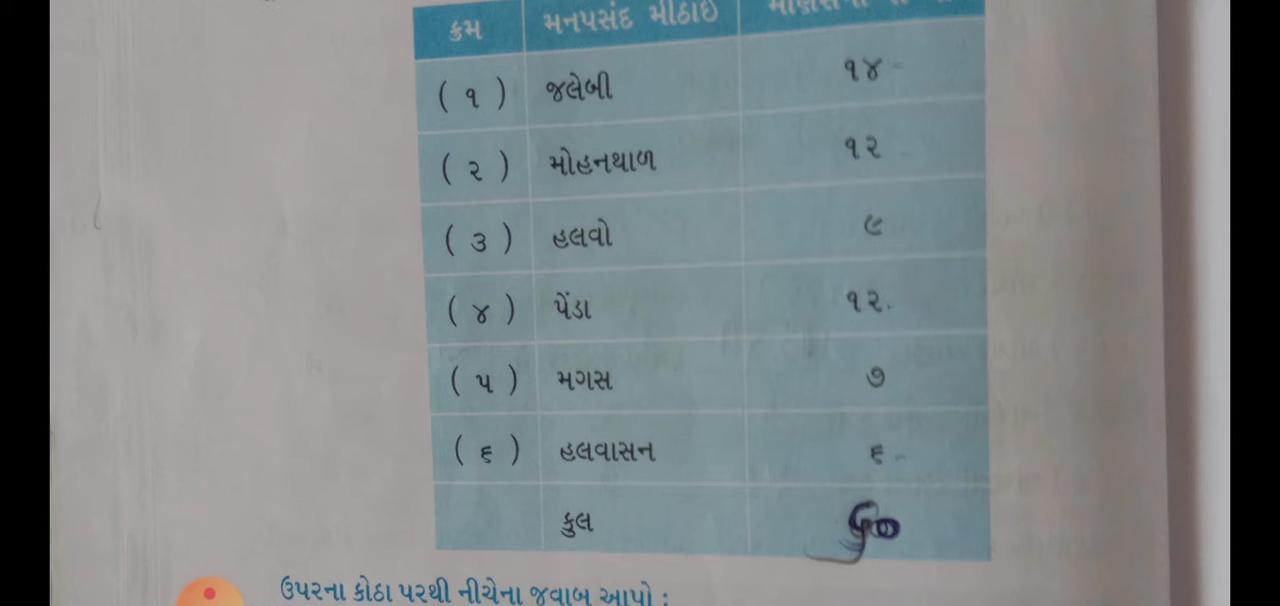 ક્રમ મનપસંદ મીઠાઈ
( ૧ ) જલેબી ૧૪
( ૨ ) મોહનથાળ ૧૨
( ૩ ) હલવો ૯
( ૪ ) પેંડા ૧૨
( ૫ ) મગસ ૭
( ૬ ) હલવાસન ૬
કુલ
ઉપરના કોઠા પરથી નીચેના જવાબ આપો :